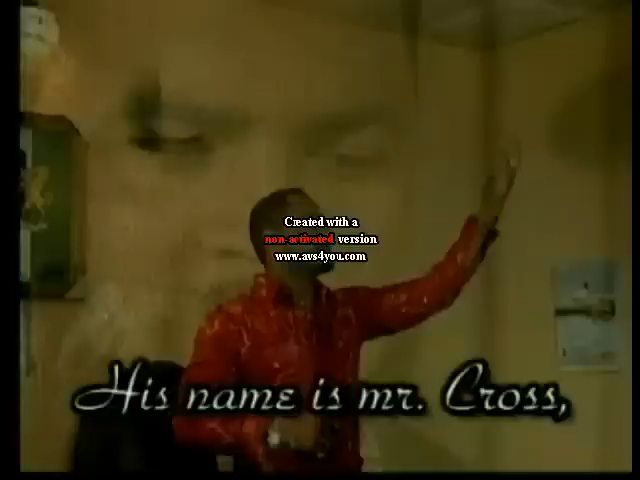 Created with a
non-activated version
www.avs4you.com
His name is mr. Cross,